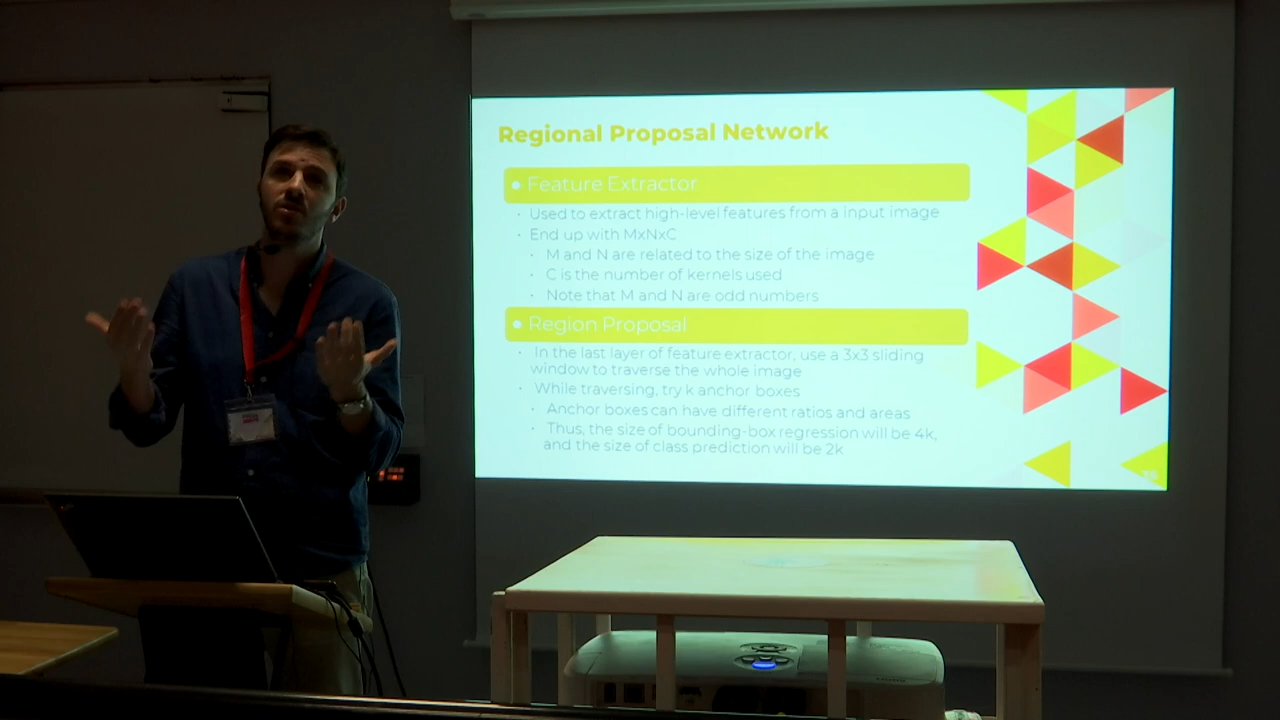 Regional Proposal Network
• Feature Extractor
• Used to extract high-level features from a input image
• End up with MxNxC
• M and N are related to the size of the image
• C is the number of kernels used
• Note that M and N are odd numbers
• Region Proposal
• In the last layer of feature extractor, use a 3x3 sliding
window to traverse the whole image
• While traversing, try k anchor boxes
• Anchor boxes can have different ratios and areas
• Thus, the size of bounding-box regression will be 4k,
and the size of class prediction will be 2k